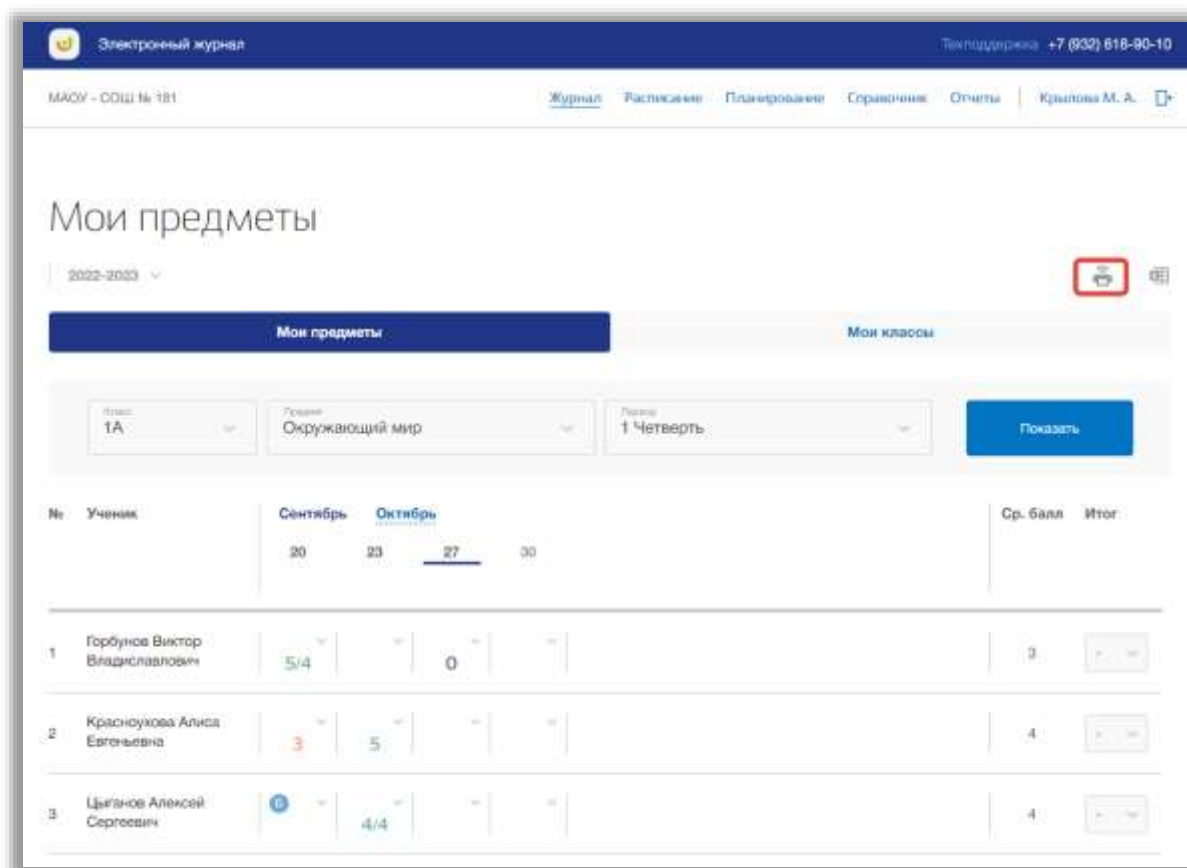 Электронный журнал
Техподдержка +7 (932) 618-90-10
МАОУ - СОШ № 181
Журнал Расписание Планирование Справочник Отчеты Крылова М. А.
Мои предметы
2022-2023
Мои предметы Мои классы
Класс Предмет Период
1А Окружающий мир 1 Четверть Показать
№ Ученик Сентябрь Октябрь Ср. балл Итог
20 23 27 30
1 Горбунов Виктор Владиславович 5/4 0 3
2 Красноухова Алиса Евгеньевна 3 5 4
3 Цыганов Алексей Сергеевич 4/4 4